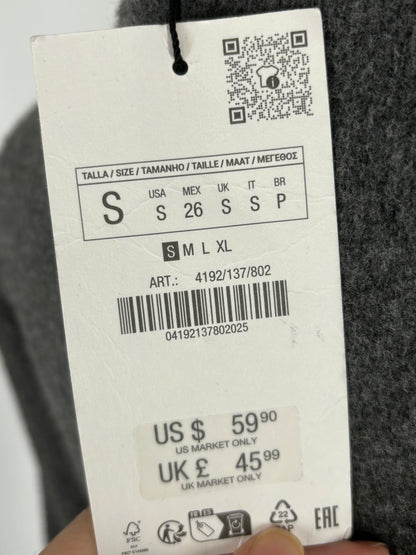 TALLA / SIZE / TAMANHO / TAILLE / MAAT / ΜΕΓΕΘΟΣ
S
USA MEX UK IT BR
S 26 S S P
S M L XL
ART.: 4192/137/802
04192137802025
US $ 59.90
US MARKET ONLY
UK £ 45.99
UK MARKET ONLY
FSC
22
PAP
EAC